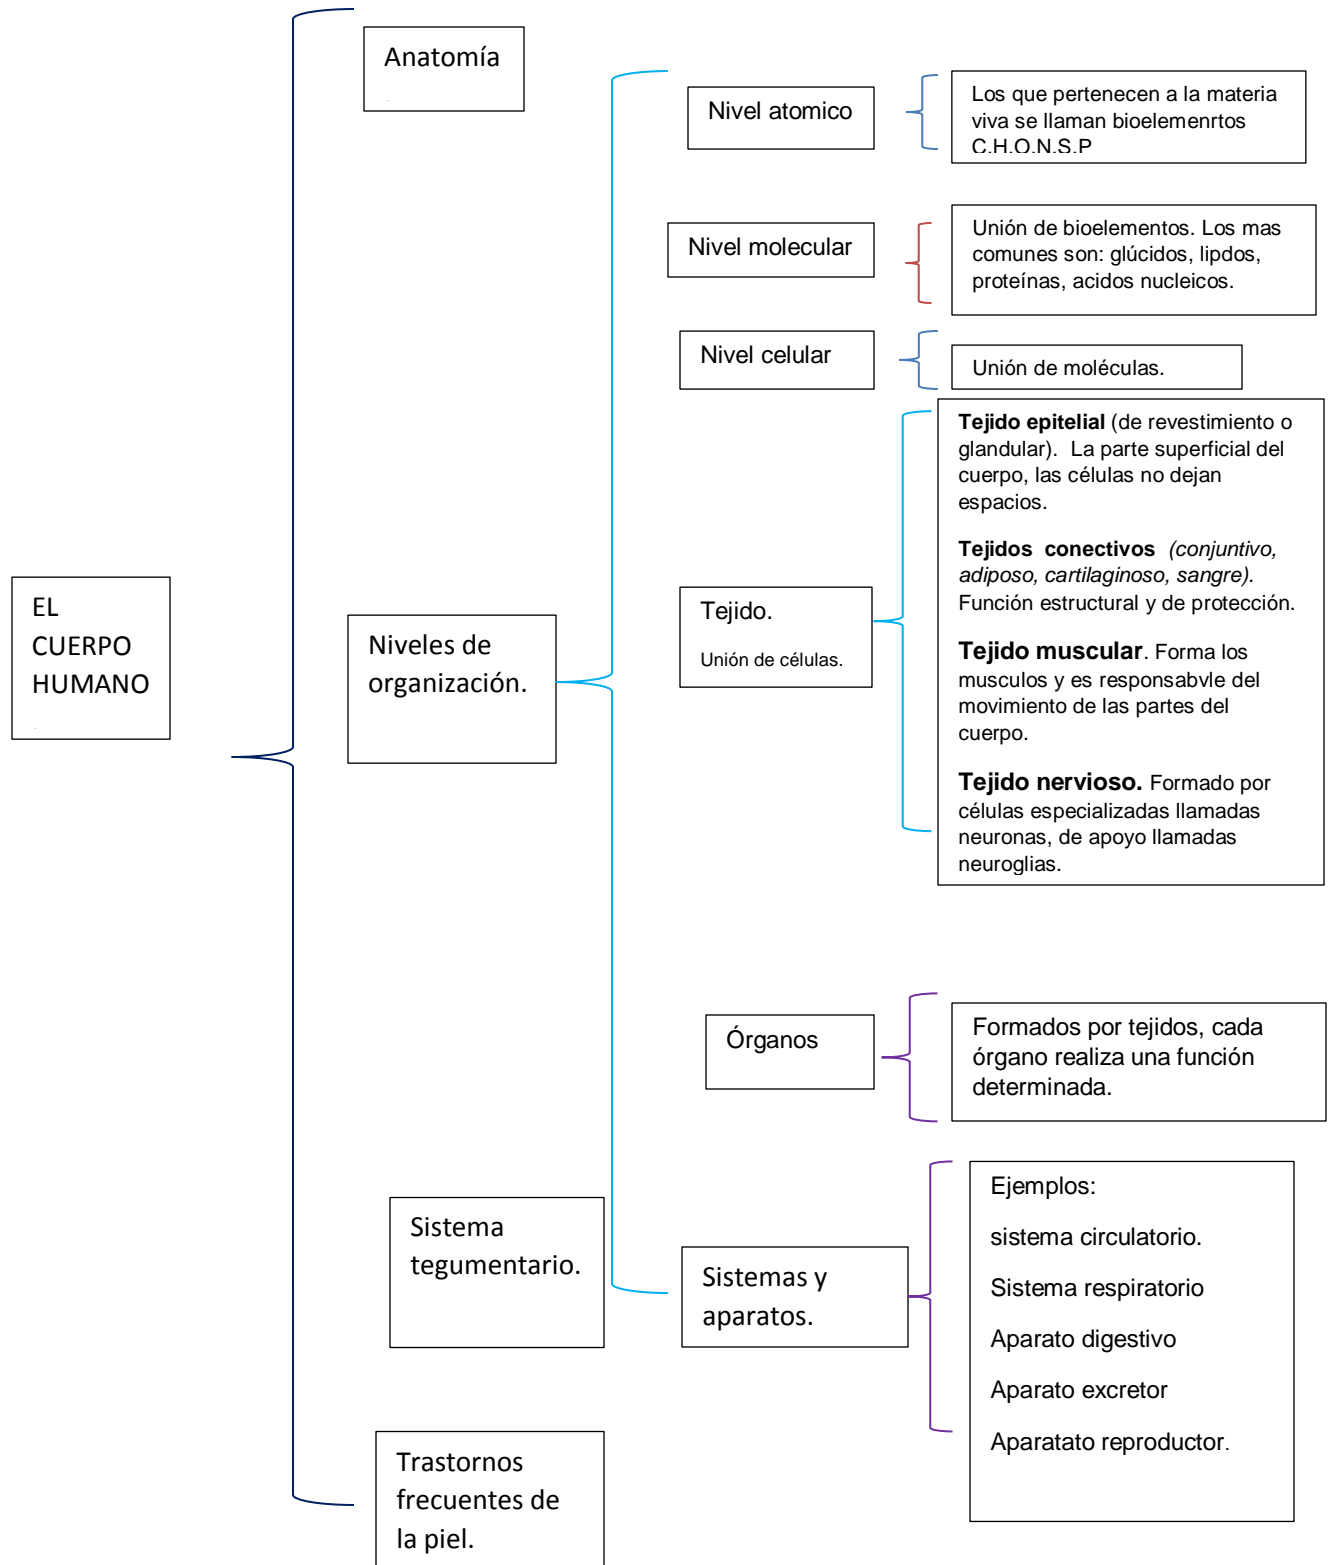 EL
CUERPO
HUMANO
Anatomía
Niveles de
organización.
Sistema
tegumentario.
Trastornos
frecuentes de
la piel.
Nivel atomico
Los que pertenecen a la materia
viva se llaman bioelemenrtos
C.H.O.N.S.P
Nivel molecular
Unión de bioelementos. Los mas
comunes son: glúcidos, lipdos,
proteínas, acidos nucleicos.
Nivel celular
Unión de moléculas.
Tejido.
Unión de células.
Tejido epitelial (de revestimiento o
glandular). La parte superficial del
cuerpo, las células no dejan
espacios.
Tejidos conectivos (conjuntivo,
adiposo, cartilaginoso, sangre).
Función estructural y de protección.
Tejido muscular. Forma los
musculos y es responsabvle del
movimiento de las partes del
cuerpo.
Tejido nervioso. Formado por
células especializadas llamadas
neuronas, de apoyo llamadas
neuroglias.
Órganos
Formados por tejidos, cada
órgano realiza una función
determinada.
Sistemas y
aparatos.
Ejemplos:
sistema circulatorio.
Sistema respiratorio
Aparato digestivo
Aparato excretor
Aparatato reproductor.